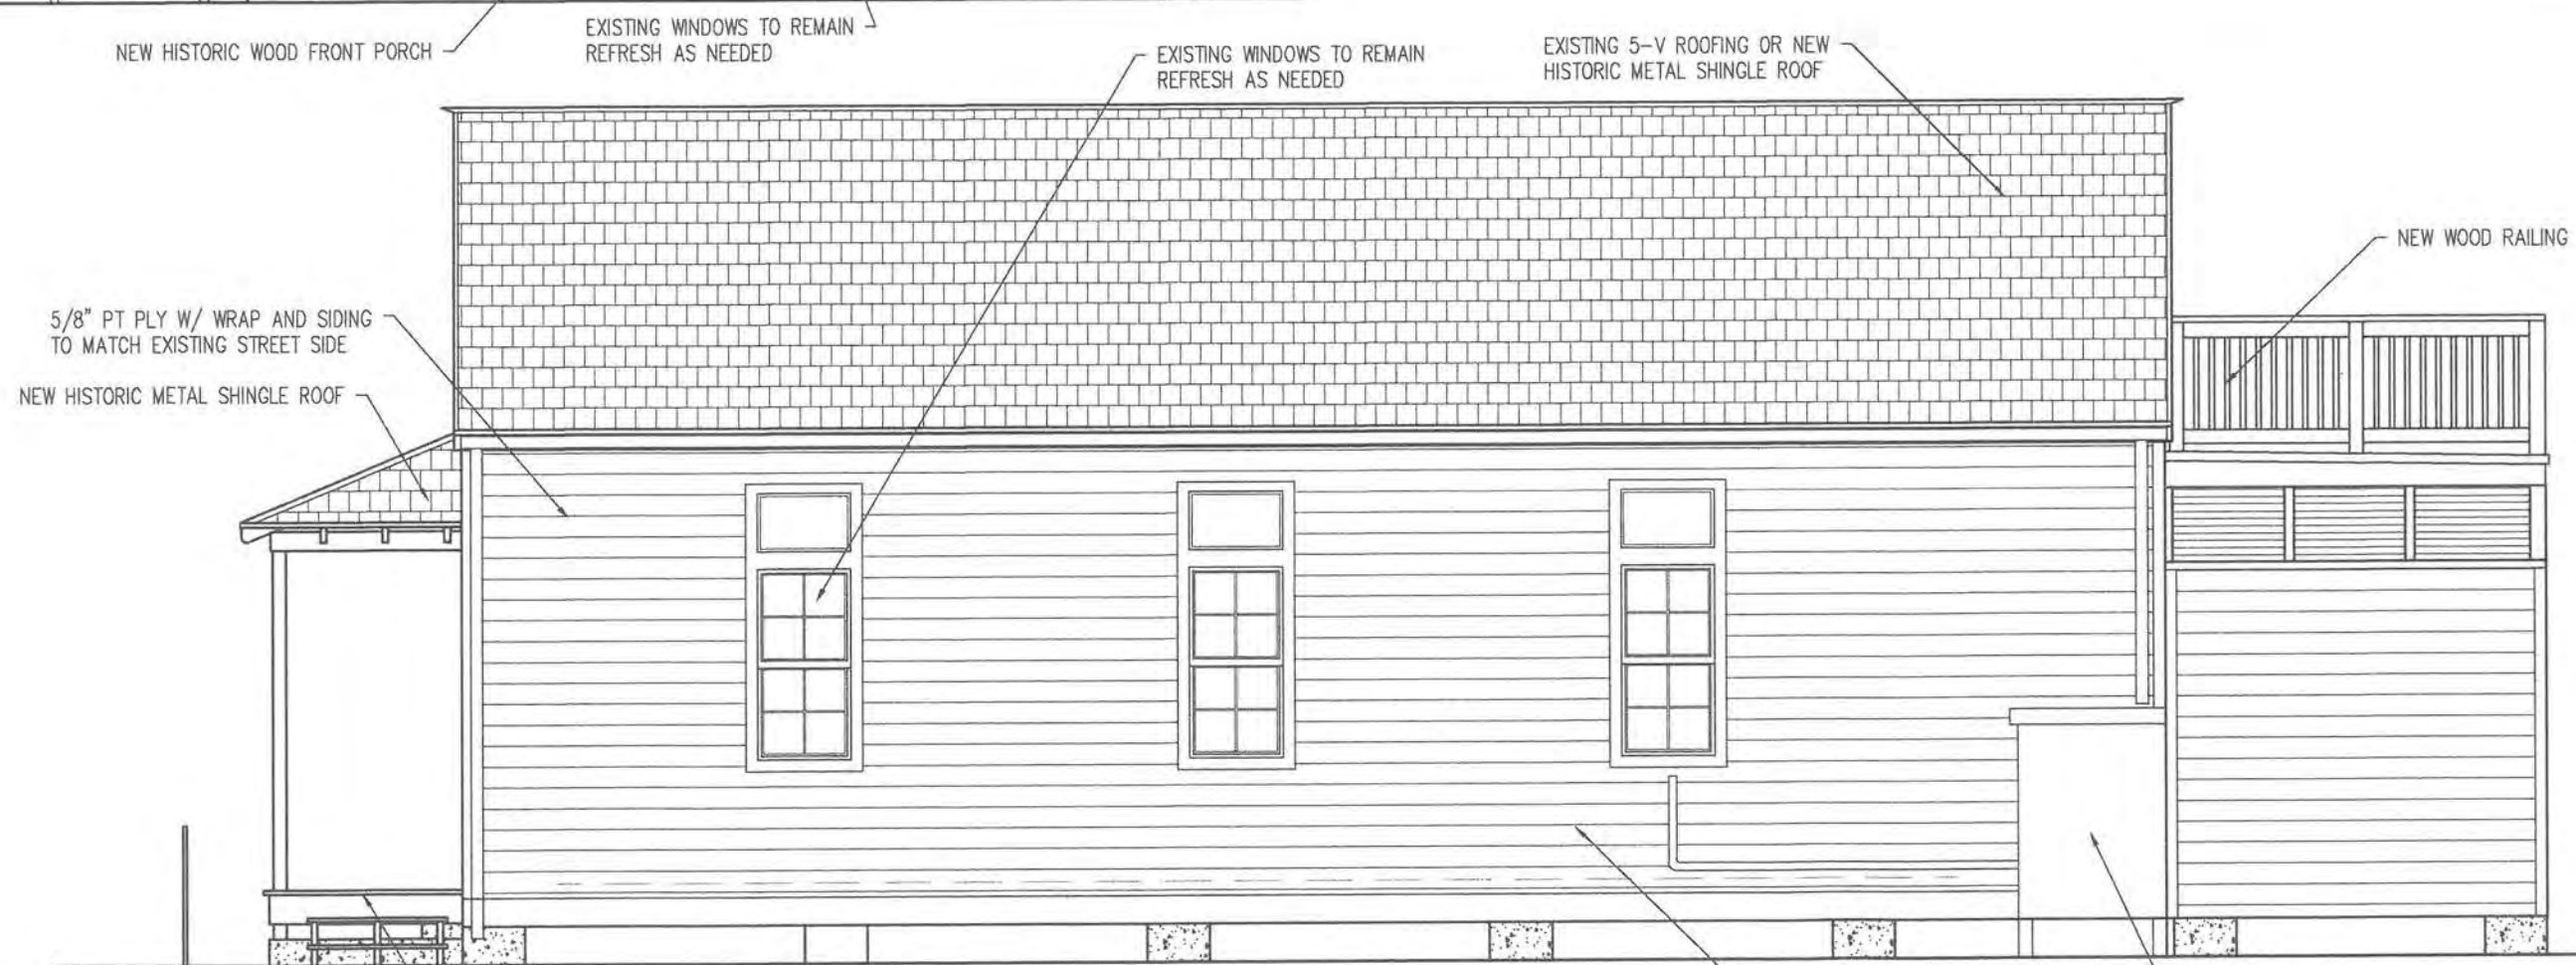 NEW HISTORIC WOOD FRONT PORCH
EXISTING WINDOWS TO REMAIN
REFRESH AS NEEDED
EXISTING WINDOWS TO REMAIN
REFRESH AS NEEDED
EXISTING 5-V ROOFING OR NEW
HISTORIC METAL SHINGLE ROOF
NEW WOOD RAILING
5/8" PT PLY W/ WRAP AND SIDING
TO MATCH EXISTING STREET SIDE
NEW HISTORIC METAL SHINGLE ROOF